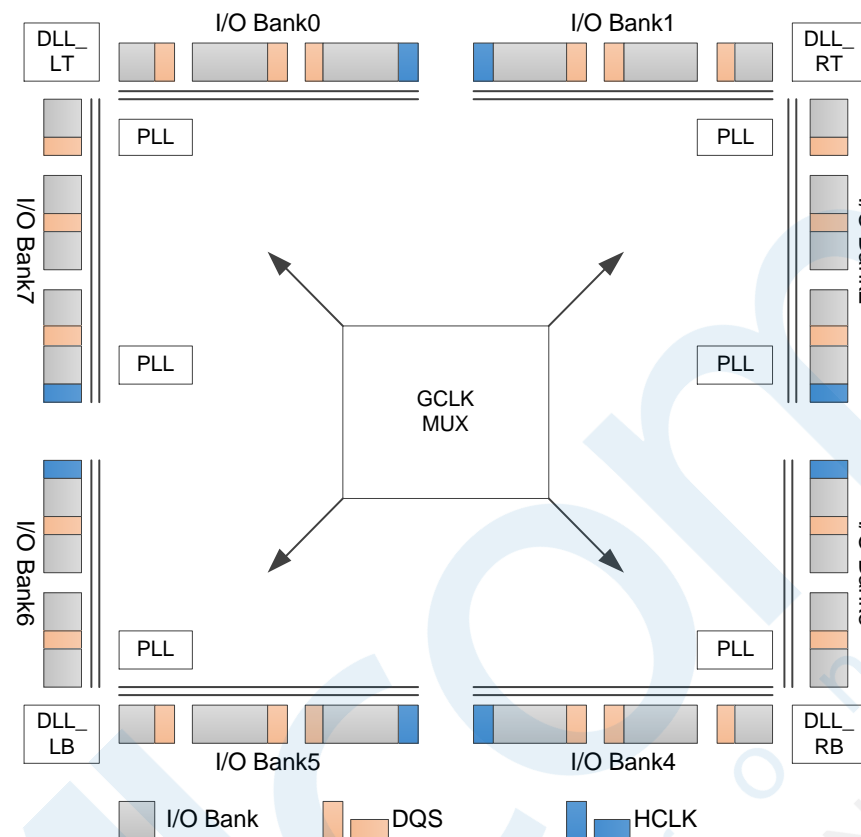 I/O Bank0
I/O Bank1
DLL_
LT
DLL_
RT
PLL
PLL
I/O Bank7
PLL
PLL
GCLK
MUX
I/O Bank6
PLL
PLL
DLL_
LB
DLL_
RB
I/O Bank5
I/O Bank4
I/O Bank
DQS
HCLK